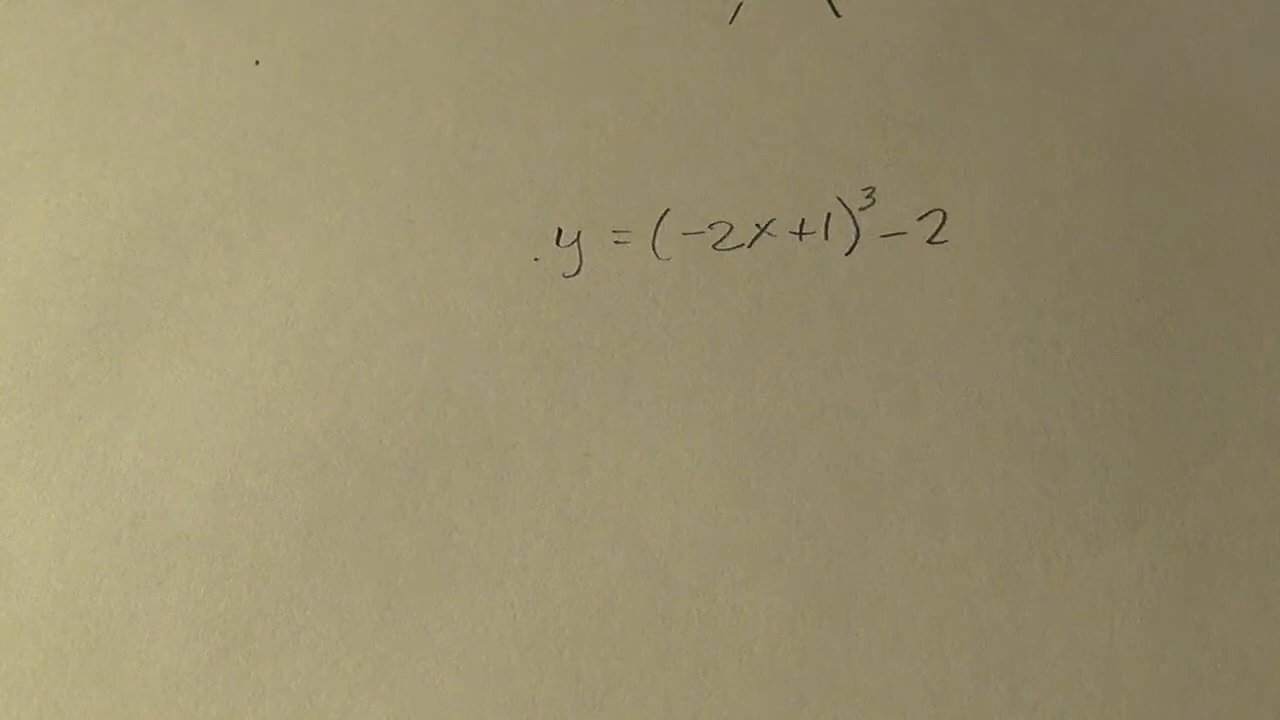 y = (-2x+1)³ - 2